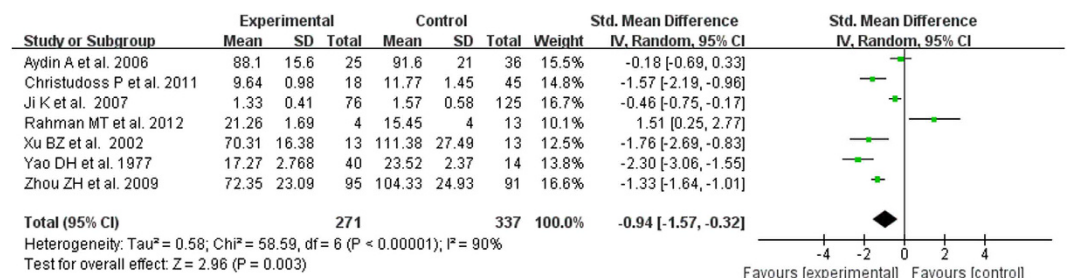 Experimental Control Std. Mean Difference Std. Mean Difference
Study or Subgroup Mean SD Total Mean SD Total Weight IV, Random, 95% CI IV, Random, 95% CI
Aydin A et al. 2006 88.1 15.6 25 91.6 21 36 15.5% -0.18 [-0.69, 0.33]
Christudoss P et al. 2011 9.64 0.98 18 11.77 1.45 45 14.8% -1.57 [-2.19, -0.96]
Ji K et al. 2007 1.33 0.41 76 1.57 0.58 125 16.7% -0.46 [-0.75, -0.17]
Rahman MT et al. 2012 21.26 1.69 4 15.45 4 13 10.1% 1.51 [0.25, 2.77]
Xu BZ et al. 2002 70.31 16.38 13 111.38 27.49 13 12.5% -1.76 [-2.69, -0.83]
Yao DH et al. 1977 17.27 2.768 40 23.52 2.37 14 13.8% -2.30 [-3.06, -1.55]
Zhou ZH et al. 2009 72.35 23.09 95 104.33 24.93 91 16.6% -1.33 [-1.64, -1.01]
Total (95% CI) 271 337 100.0% -0.94 [-1.57, -0.32]
Heterogeneity: Tau² = 0.58; Chi² = 58.59, df = 6 (P < 0.00001); I² = 90%
Test for overall effect: Z = 2.96 (P = 0.003)
-4 -2 0 2 4
Favours [experimental] Favours [control]